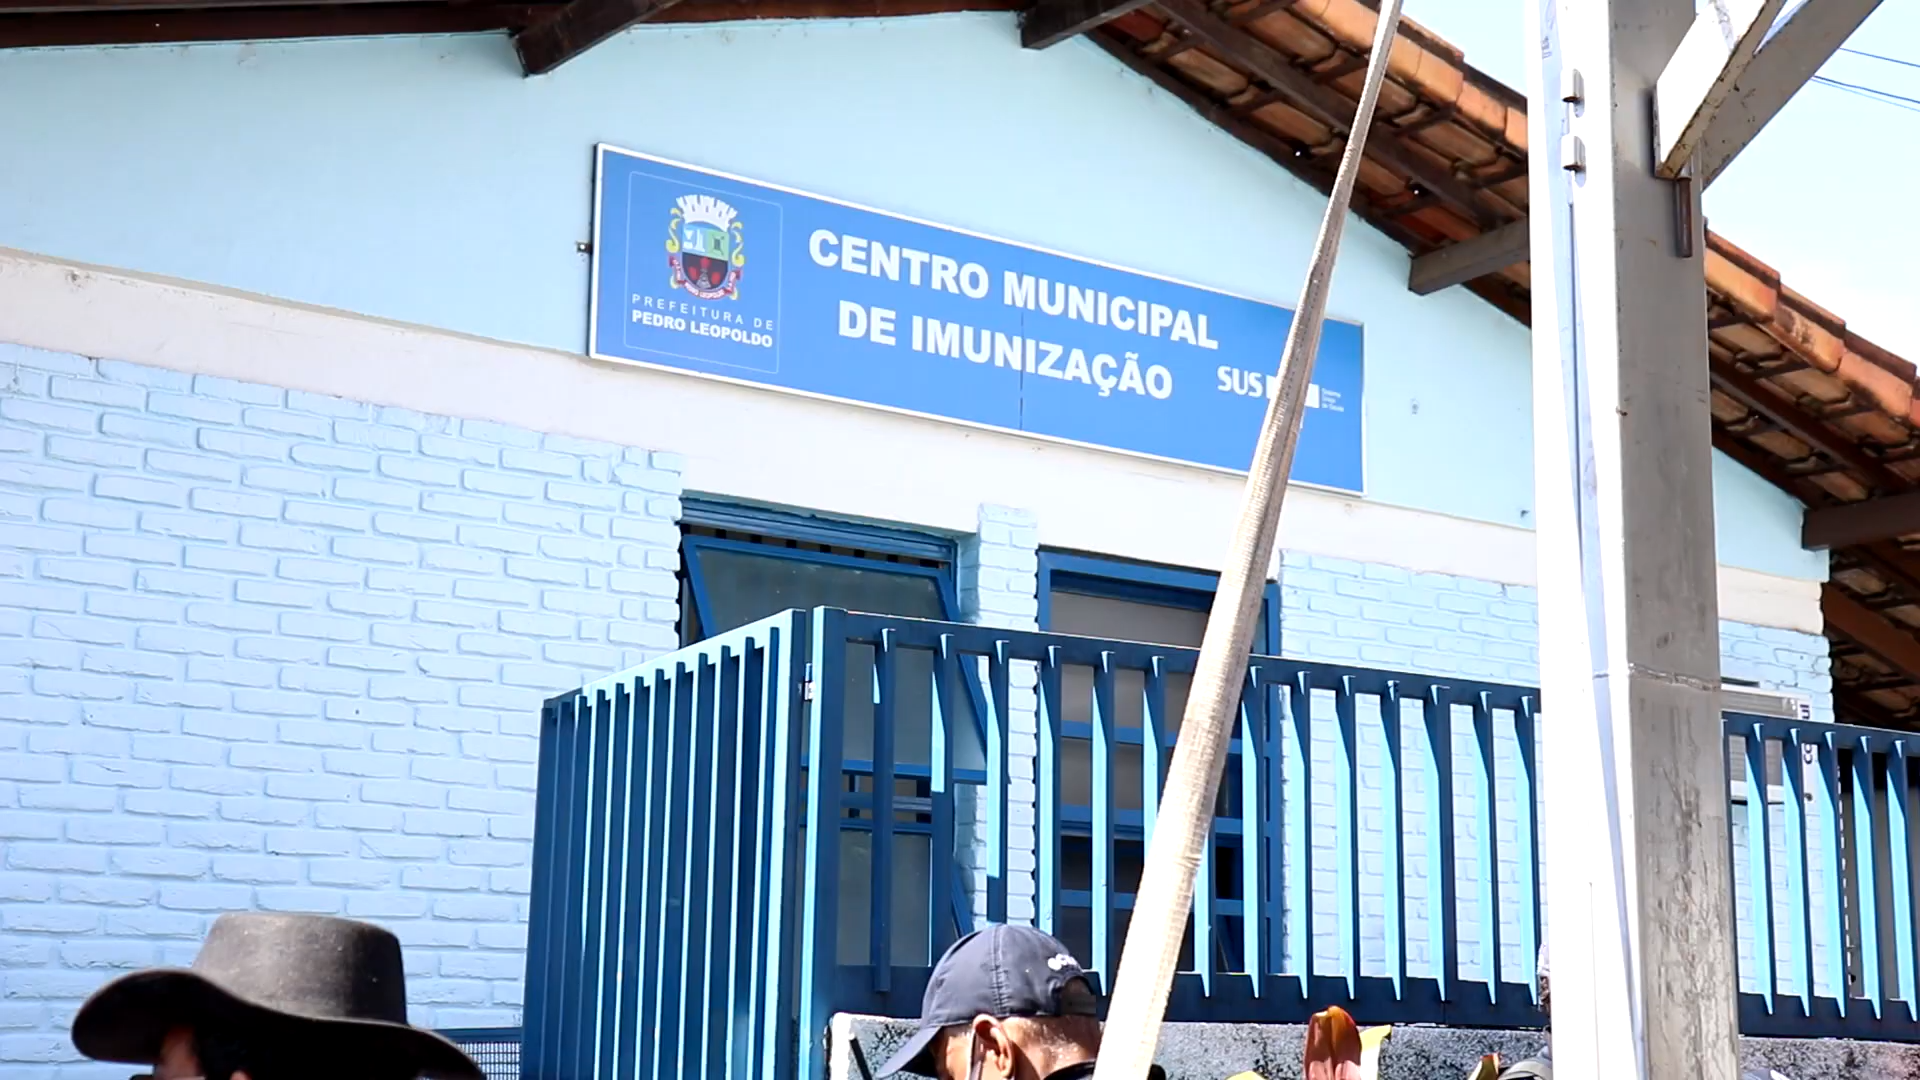 PREFEITURA DE
PEDRO LEOPOLDO
CENTRO MUNICIPAL
DE IMUNIZAÇÃO
SUS